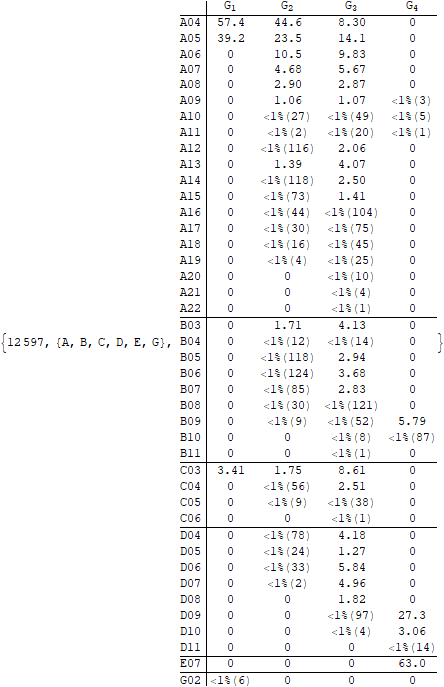 G1 G2 G3 G4
A04 57.4 44.6 8.30 0
A05 39.2 23.5 14.1 0
A06 0 10.5 9.83 0
A07 0 4.68 5.67 0
A08 0 2.90 2.87 0
A09 0 1.06 1.07 <1%(3)
A10 0 <1%(27) <1%(49) <1%(5)
A11 0 <1%(2) <1%(20) <1%(1)
A12 0 <1%(116) 2.06 0
A13 0 1.39 4.07 0
A14 0 <1%(118) 2.50 0
A15 0 <1%(73) 1.41 0
A16 0 <1%(44) <1%(104) 0
A17 0 <1%(30) <1%(75) 0
A18 0 <1%(16) <1%(45) 0
A19 0 <1%(4) <1%(25) 0
A20 0 0 <1%(10) 0
A21 0 0 <1%(4) 0
A22 0 0 <1%(1) 0
B03 0 1.71 4.13 0
{12 597, {A, B, C, D, E, G}, B04 0 <1%(12) <1%(14) 0 }
B05 0 <1%(118) 2.94 0
B06 0 <1%(124) 3.68 0
B07 0 <1%(85) 2.83 0
B08 0 <1%(30) <1%(121) 0
B09 0 <1%(9) <1%(52) 5.79
B10 0 0 <1%(8) <1%(87)
B11 0 0 <1%(1) 0
C03 3.41 1.75 8.61 0
C04 0 <1%(56) 2.51 0
C05 0 <1%(9) <1%(38) 0
C06 0 0 <1%(1) 0
D04 0 <1%(78) 4.18 0
D05 0 <1%(24) 1.27 0
D06 0 <1%(33) 5.84 0
D07 0 <1%(2) 4.96 0
D08 0 0 1.82 0
D09 0 0 <1%(97) 27.3
D10 0 0 <1%(4) 3.06
D11 0 0 0 <1%(14)
E07 0 0 0 63.0
G02 <1%(6) 0 0 0